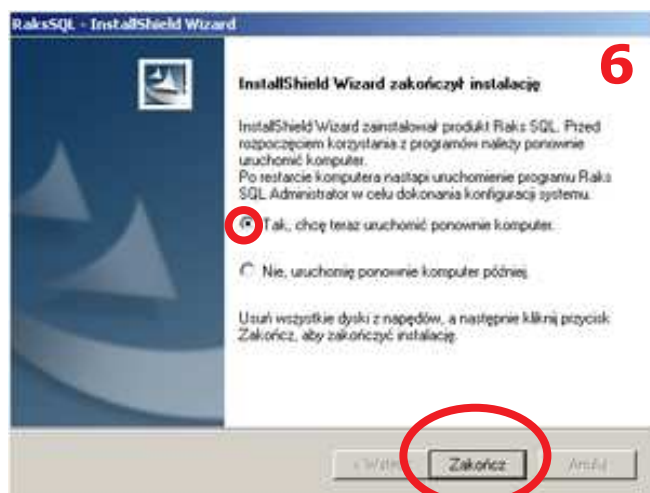 RaksSQL - InstallShield Wizard
6
InstallShield Wizard zakończył instalację
InstallShield Wizard zainstalował produkt Raks SQL. Przed
rozpoczęciem korzystania z programów należy ponownie
uruchomić komputer.
Po restarcie komputera nastąpi uruchomienie programu Raks
SQL Administrator w celu dokonania konfiguracji systemu.
Tak, chcę teraz uruchomić ponownie komputer.
Nie, uruchomię ponownie komputer później.
Usuń wszystkie dyski z napędów, a następnie kliknij przycisk
Zakończ, aby zakończyć instalację.
< Wstecz Zakończ Anuluj